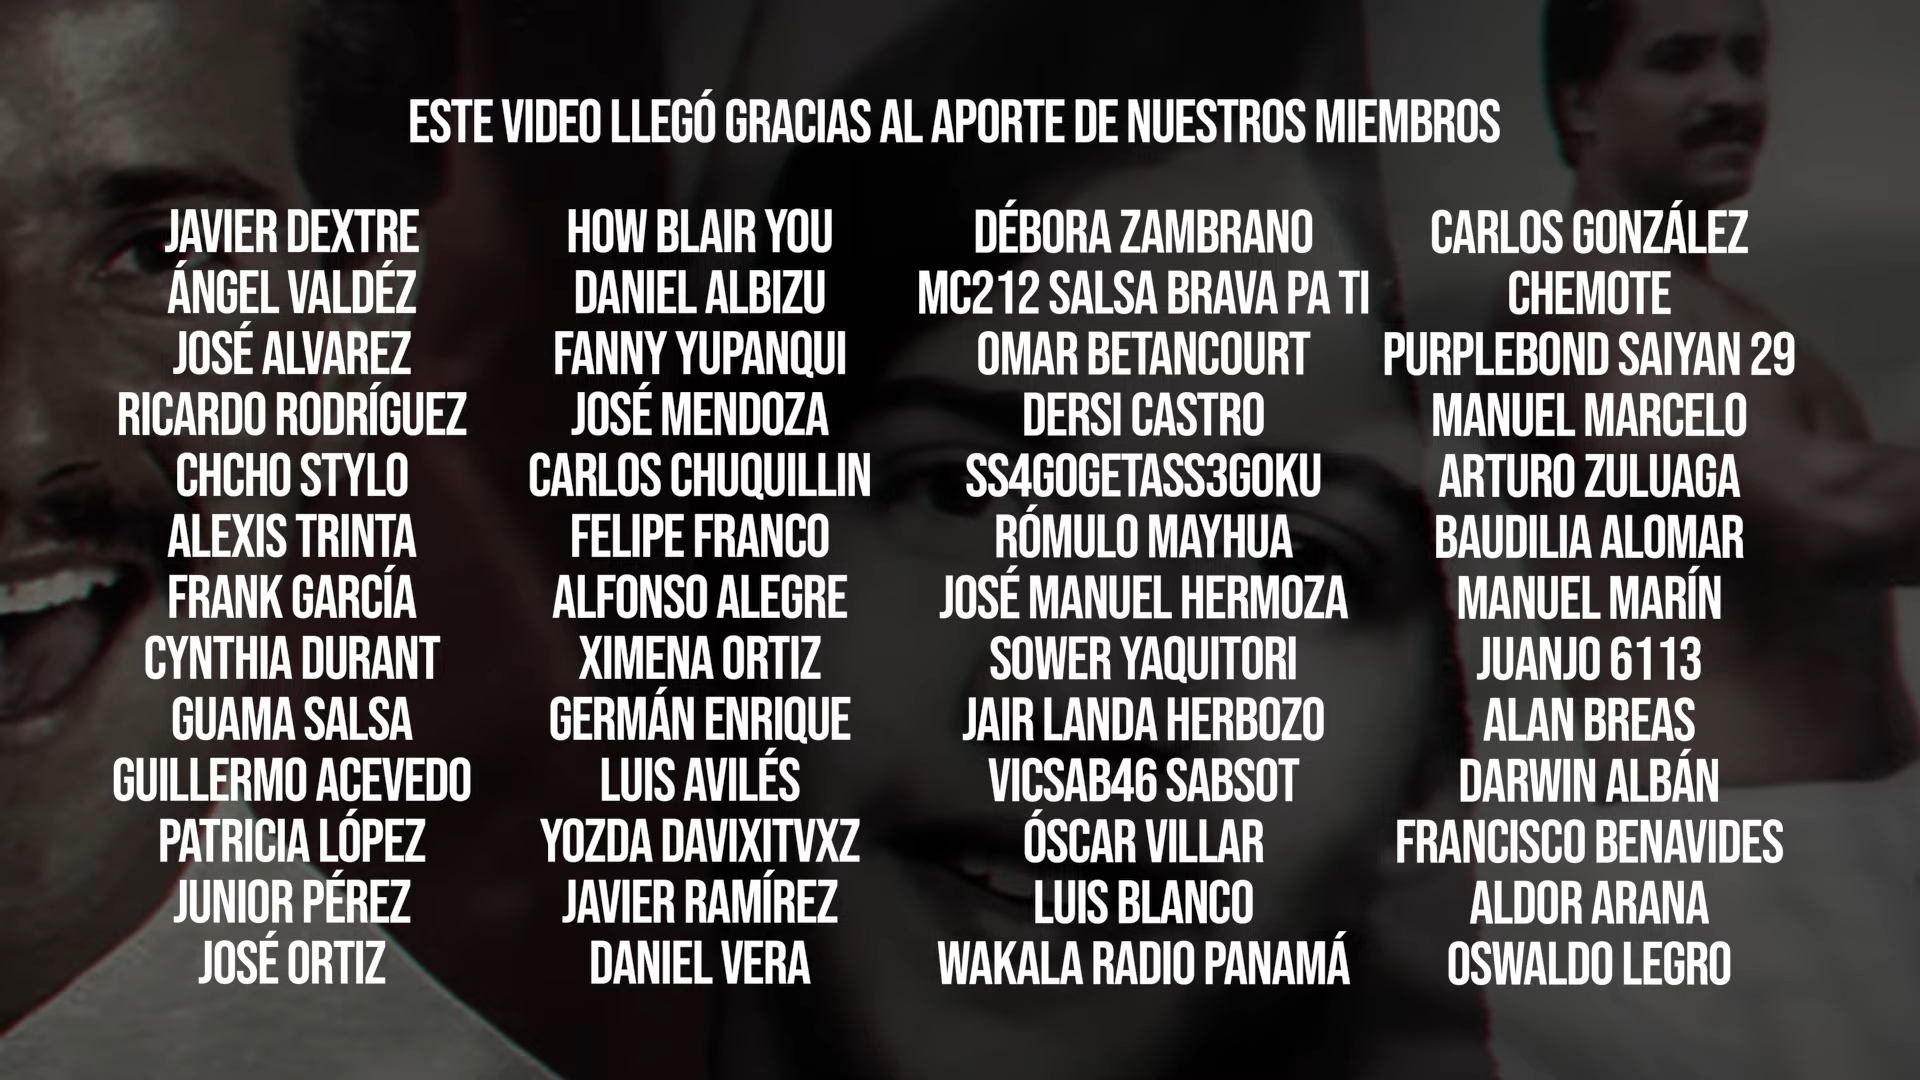 ESTE VIDEO LLEGÓ GRACIAS AL APORTE DE NUESTROS MIEMBROS
JAVIER DEXTRE
ÁNGEL VALDÉZ
JOSÉ ALVAREZ
RICARDO RODRÍGUEZ
CHCHO STYLO
ALEXIS TRINTA
FRANK GARCÍA
CYNTHIA DURANT
GUAMA SALSA
GUILLERMO ACEVEDO
PATRICIA LÓPEZ
JUNIOR PÉREZ
JOSÉ ORTIZ
HOW BLAIR YOU
DANIEL ALBIZU
FANNY YUPANQUI
JOSÉ MENDOZA
CARLOS CHUQUILLIN
FELIPE FRANCO
ALFONSO ALEGRE
XIMENA ORTIZ
GERMÁN ENRIQUE
LUIS AVILÉS
YOZDA DAVIXITVXZ
JAVIER RAMÍREZ
DANIEL VERA
DÉBORA ZAMBRANO
MC212 SALSA BRAVA PA TI
OMAR BETANCOURT
DERSI CASTRO
SS4GOGETASS3GOKU
RÓMULO MAYHUA
JOSÉ MANUEL HERMOZA
SOWER YAQUITORI
JAIR LANDA HERBOZO
VICSAB46 SABSOT
ÓSCAR VILLAR
LUIS BLANCO
WAKALA RADIO PANAMÁ
CARLOS GONZÁLEZ
CHEMOTE
PURPLEBOND SAIYAN 29
MANUEL MARCELO
ARTURO ZULUAGA
BAUDILIA ALOMAR
MANUEL MARÍN
JUANJO 6113
ALAN BREAS
DARWIN ALBÁN
FRANCISCO BENAVIDES
ALDOR ARANA
OSWALDO LEGRO